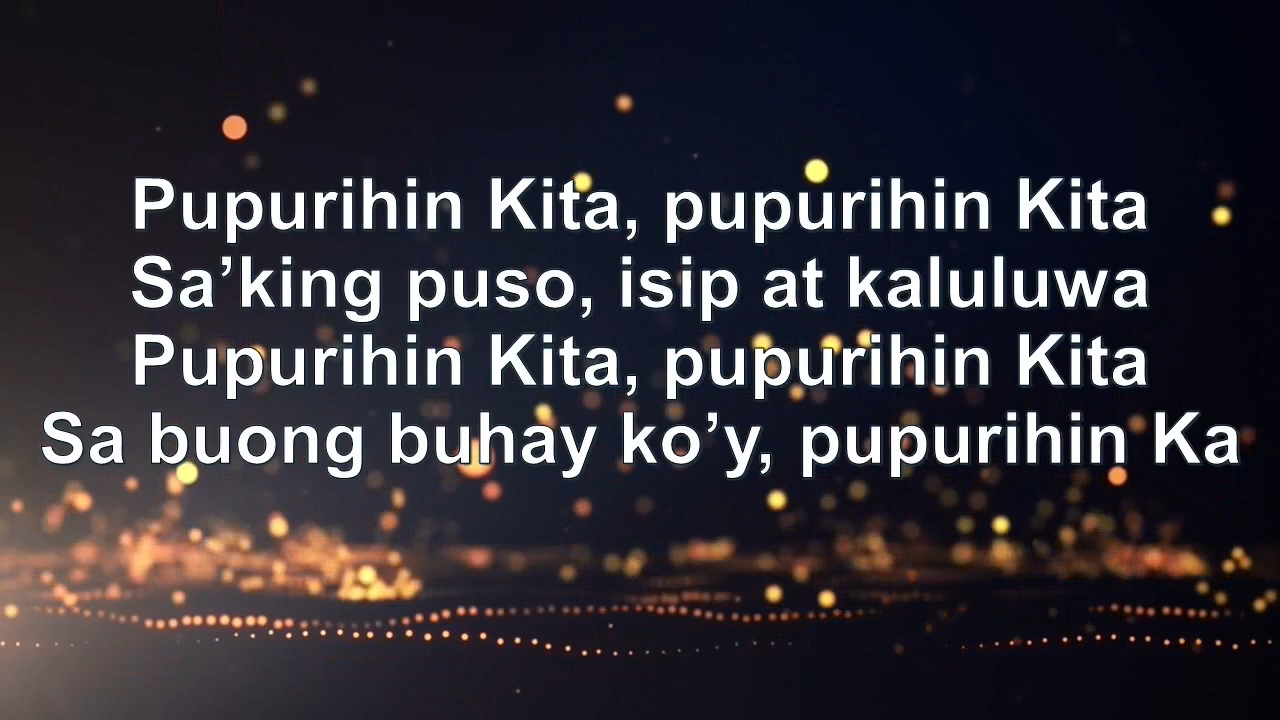 Pupurihin Kita, pupurihin Kita
Sa’king puso, isip at kaluluwa
Pupurihin Kita, pupurihin Kita
Sa buong buhay ko’y, pupurihin Ka